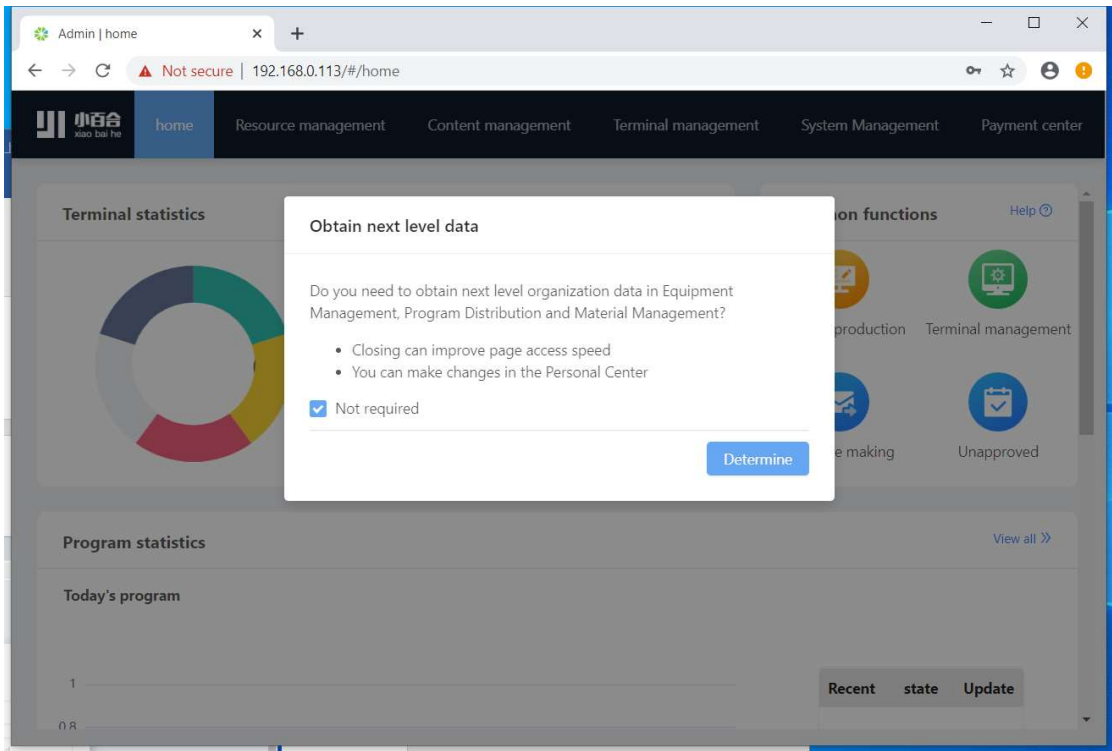 Admin | home
Not secure | 192.168.0.113/#/home
小百合
xiao bai he
home Resource management Content management Terminal management System Management Payment center
Terminal statistics
on functions
Help
Obtain next level data
Do you need to obtain next level organization data in Equipment
Management, Program Distribution and Material Management?
Closing can improve page access speed
You can make changes in the Personal Center
Not required
Determine
production Terminal management
making Unapproved
Program statistics
View all
Today's program
1
0.8
Recent state Update